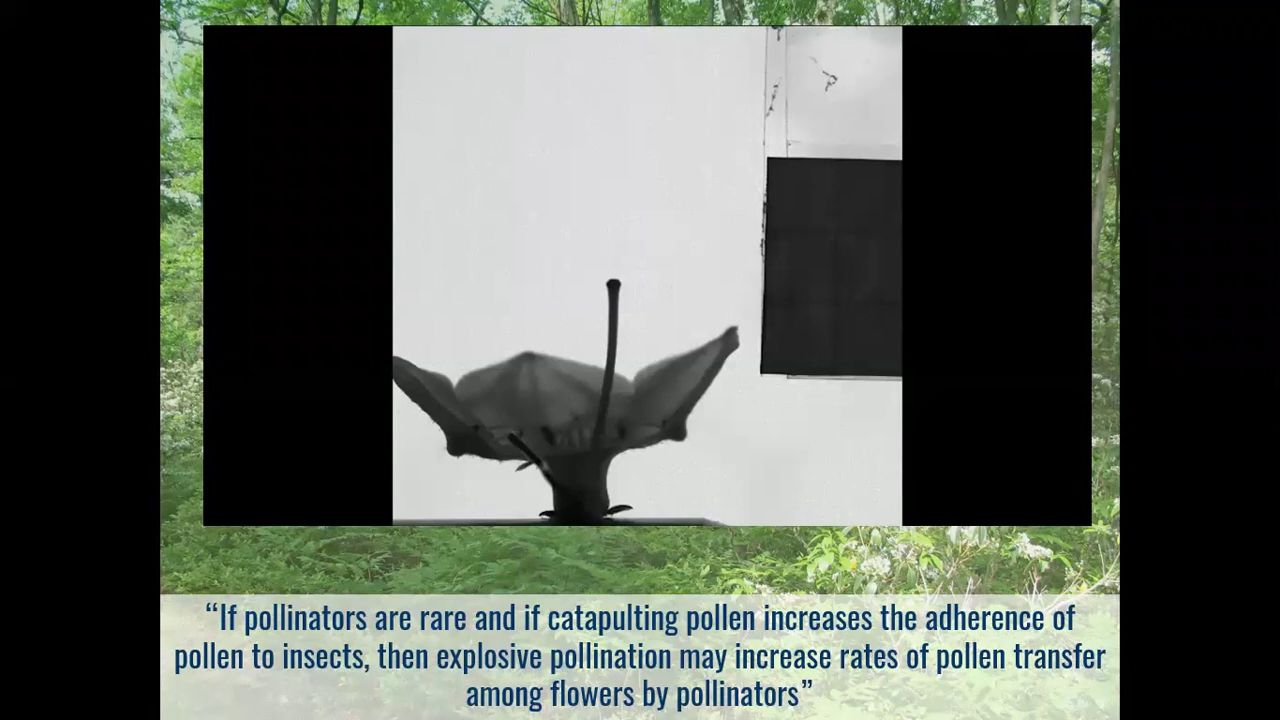 “If pollinators are rare and if catapulting pollen increases the adherence of
pollen to insects, then explosive pollination may increase rates of pollen transfer
among flowers by pollinators”